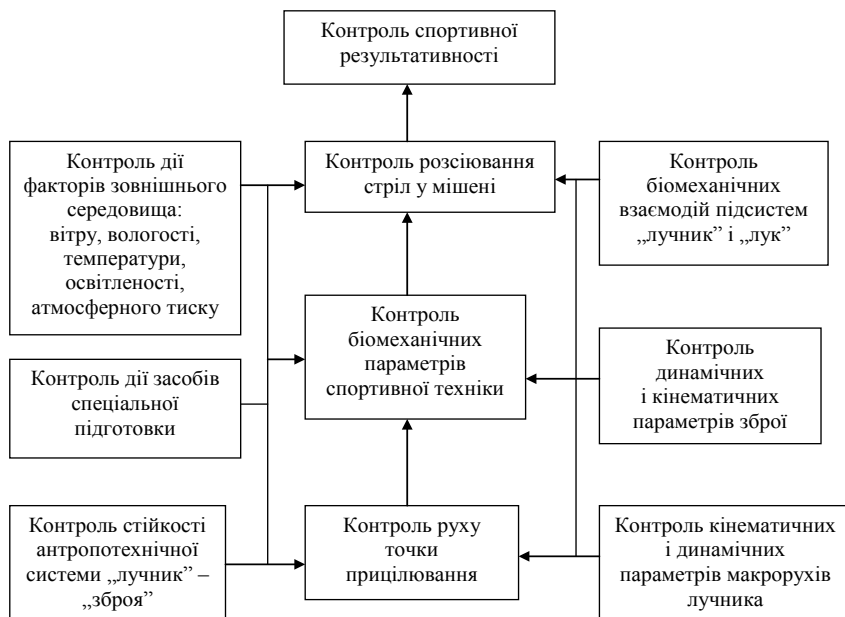 Контроль спортивної
результативності
Контроль дії
факторів зовнішнього
середовища:
вітру, вологості,
температури,
освітленості,
атмосферного тиску
Контроль розсіювання
стріл у мішені
Контроль
біомеханічних
взаємодій підсистем
„лучник” і „лук”
Контроль дії засобів
спеціальної
підготовки
Контроль
біомеханічних
параметрів
спортивної техніки
Контроль
динамічних
і кінематичних
параметрів зброї
Контроль стійкості
антропотехнічної
системи „лучник” –
„зброя”
Контроль руху
точки
прицілювання
Контроль кінематичних
і динамічних
параметрів макрорухів
лучника